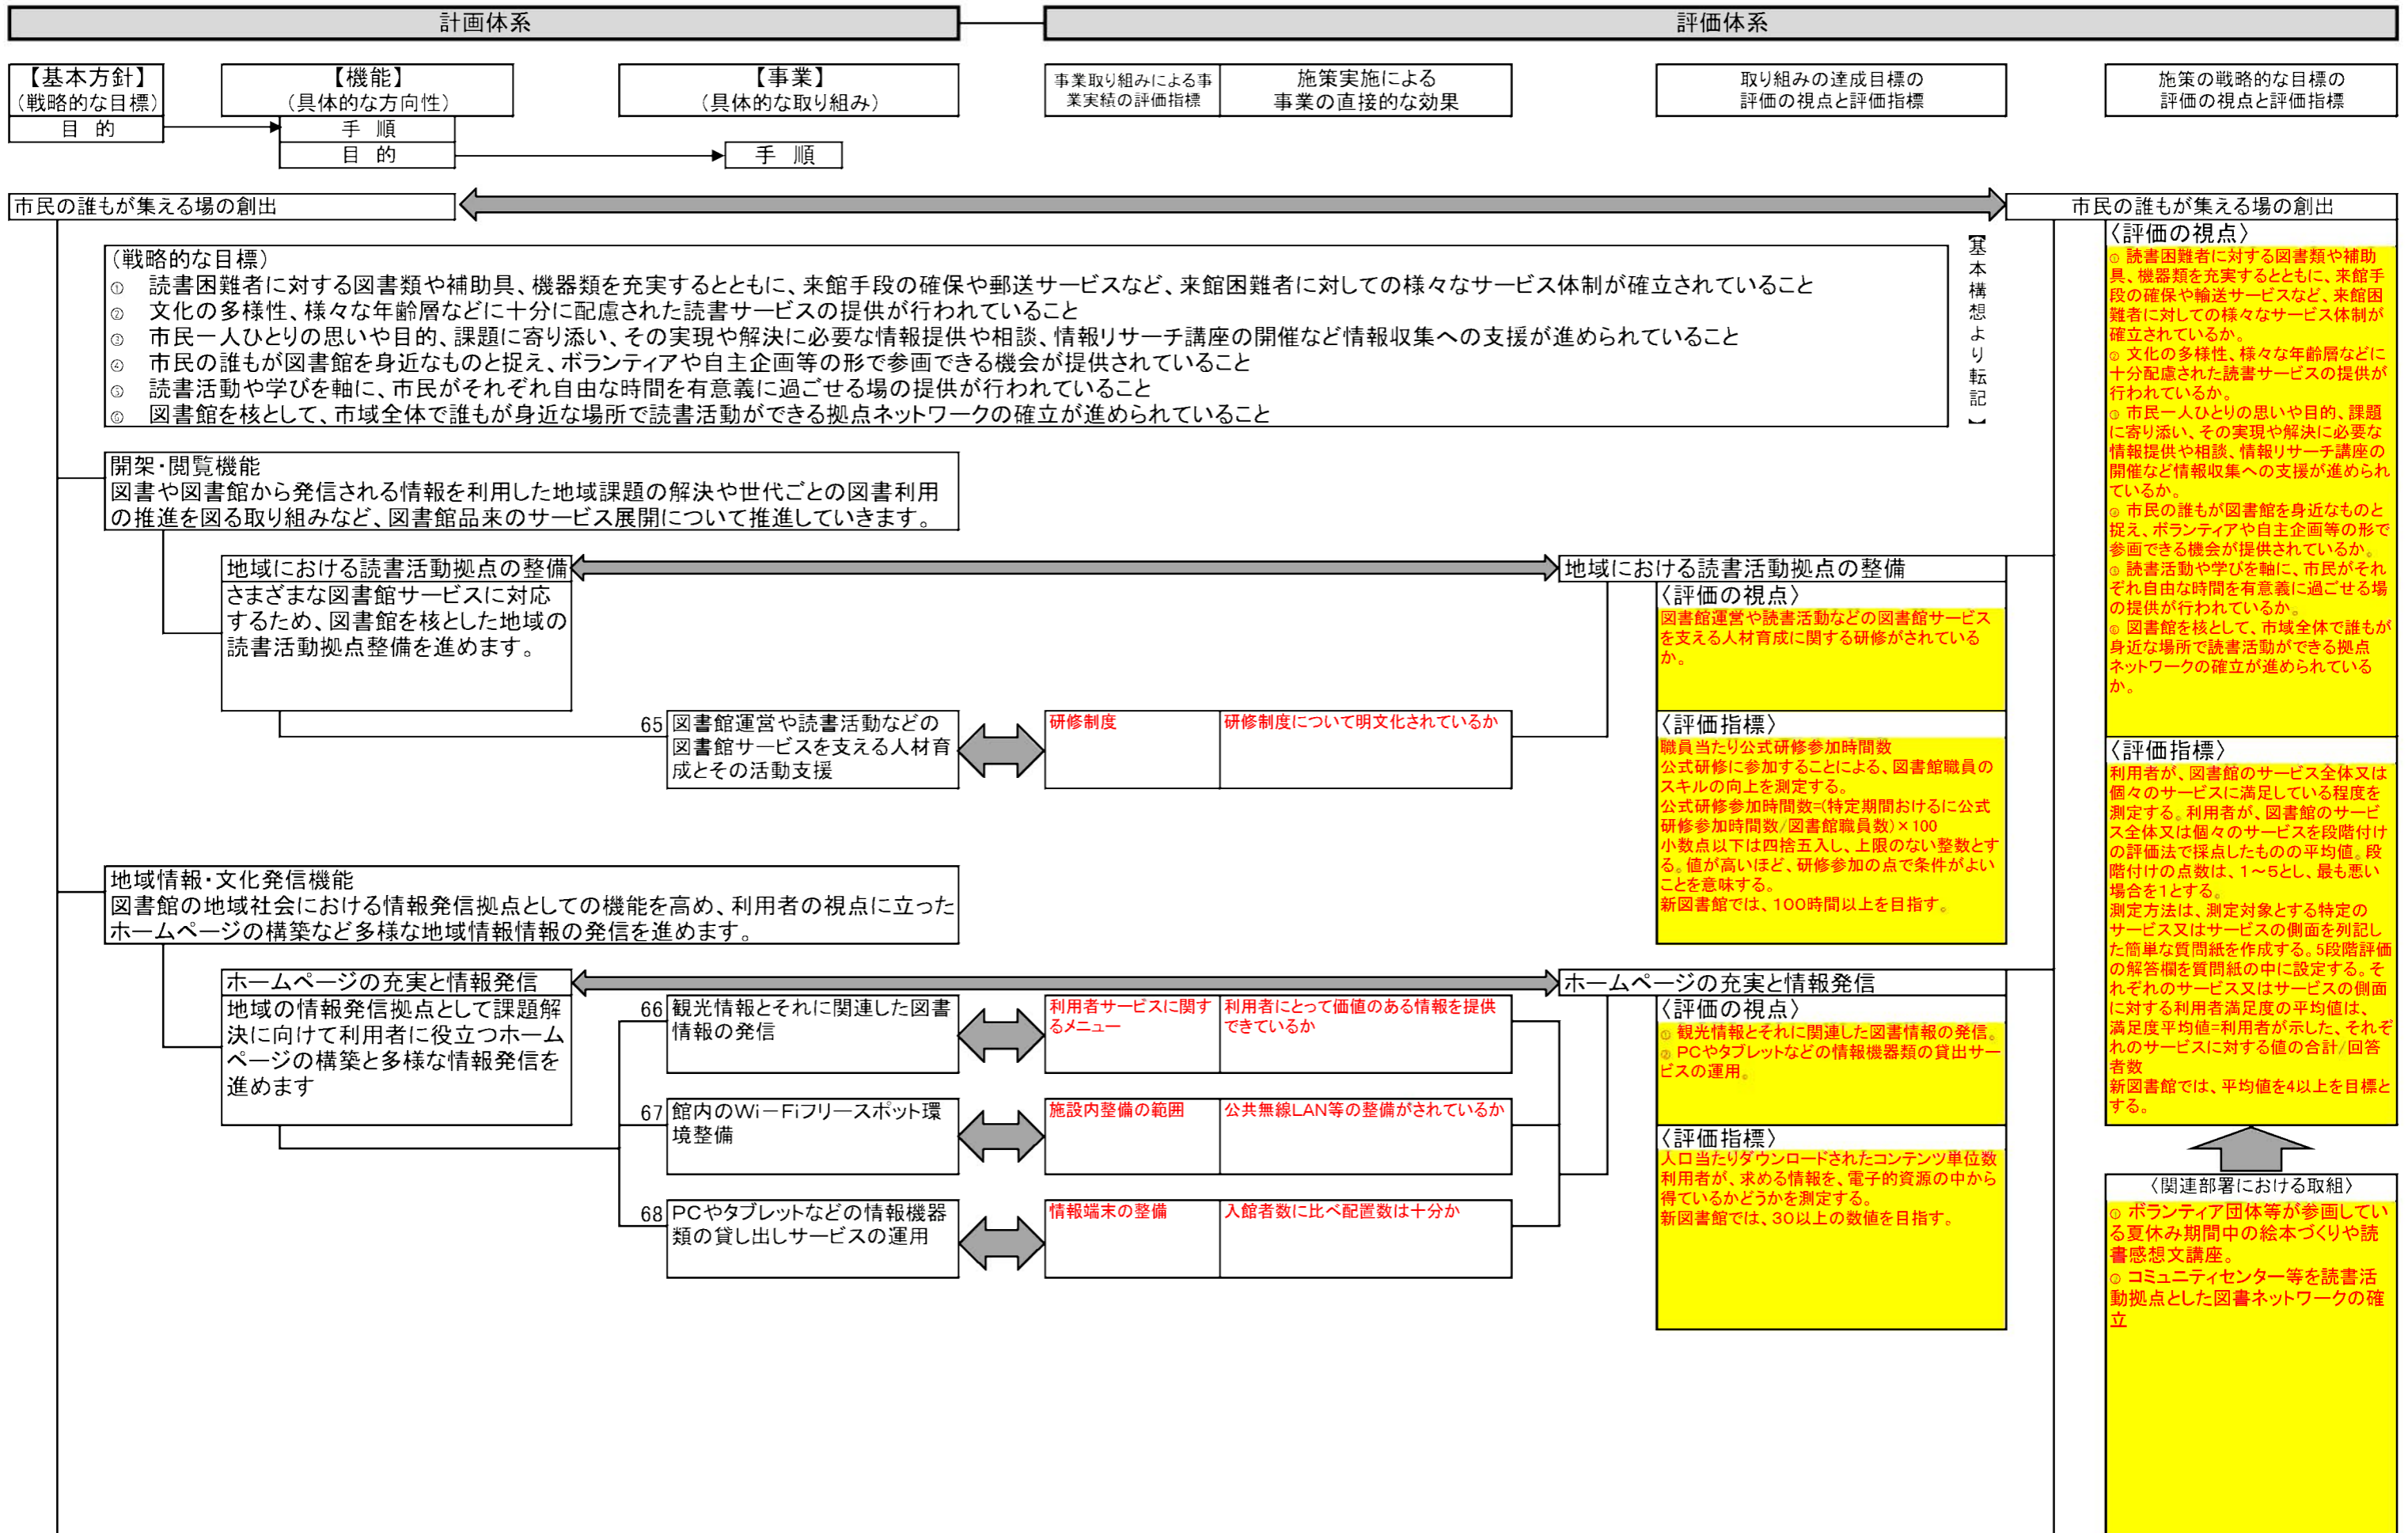 計画体系
評価体系
【基本方針】
(戦略的な目標)
目 的
【機能】
(具体的な方向性)
手 順
目 的
【事業】
(具体的な取り組み)
手 順
事業取り組みによる事
業実績の評価指標
施策実施による
事業の直接的な効果
取り組みの達成目標の
評価の視点と評価指標
施策の戦略的な目標の
評価の視点と評価指標
市民の誰もが集える場の創出
(戦略的な目標)
① 読書困難者に対する図書類や補助具、機器類を充実するとともに、来館手段の確保や郵送サービスなど、来館困難者に対しての様々なサービス体制が確立されていること
② 文化の多様性、様々な年齢層などに十分に配慮された読書サービスの提供が行われていること
③ 市民一人ひとりの思いや目的、課題に寄り添い、その実現や解決に必要な情報提供や相談、情報リサーチ講座の開催など情報収集への支援が進められていること
④ 市民の誰もが図書館を身近なものと捉え、ボランティアや自主企画等の形で参画できる機会が提供されていること
⑤ 読書活動や学びを軸に、市民がそれぞれ自由な時間を有意義に過ごせる場の提供が行われていること
⑥ 図書館を核として、市域全体で誰もが身近な場所で読書活動ができる拠点ネットワークの確立が進められていること
【基本構想より転記】
開架・閲覧機能
図書や図書館から発信される情報を利用した地域課題の解決や世代ごとの図書利用
の推進を図る取り組みなど、図書館品来のサービス展開について推進していきます。
地域における読書活動拠点の整備
さまざまな図書館サービスに対応
するため、図書館を核とした地域の
読書活動拠点整備を進めます。
65
図書館運営や読書活動などの
図書館サービスを支える人材育
成とその活動支援
研修制度
研修制度について明文化されているか
地域における読書活動拠点の整備
〈評価の視点〉
図書館運営や読書活動などの図書館サービス
を支える人材育成に関する研修がされている
か。
〈評価指標〉
職員当たり公式研修参加時間数
公式研修に参加することによる、図書館職員の
スキルの向上を測定する。
公式研修参加時間数=(特定期間おけるに公式
研修参加時間数/図書館職員数)×100
小数点以下は四捨五入し、上限のない整数とす
る。値が高いほど、研修参加の点で条件がよい
ことを意味する。
新図書館では、100時間以上を目指す。
地域情報・文化発信機能
図書館の地域社会における情報発信拠点としての機能を高め、利用者の視点に立った
ホームページの構築など多様な地域情報情報の発信を進めます。
ホームページの充実と情報発信
地域の情報発信拠点として課題解
決に向けて利用者に役立つホーム
ページの構築と多様な情報発信を
進めます
66
観光情報とそれに関連した図書
情報の発信
利用者サービスに関す
るメニュー
利用者にとって価値のある情報を提供
できているか
67
館内のWi-Fiフリースポット環
境整備
施設内整備の範囲
公共無線LAN等の整備がされているか
68
PCやタブレットなどの情報機器
類の貸し出しサービスの運用
情報端末の整備
入館者数に比べ配置数は十分か
ホームページの充実と情報発信
〈評価の視点〉
① 観光情報とそれに関連した図書情報の発信。
② PCやタブレットなどの情報機器類の貸出サー
ビスの運用。
〈評価指標〉
人口当たりダウンロードされたコンテンツ単位数
利用者が、求める情報を、電子的資源の中から
得ているかどうかを測定する。
新図書館では、30以上の数値を目指す。
市民の誰もが集える場の創出
〈評価の視点〉
① 読書困難者に対する図書類や補助
具、機器類を充実するとともに、来館手
段の確保や輸送サービスなど、来館困
難者に対しての様々なサービス体制が
確立されているか。
② 文化の多様性、様々な年齢層などに
十分配慮された読書サービスの提供が
行われているか。
③ 市民一人ひとりの思いや目的、課題
に寄り添い、その実現や解決に必要な
情報提供や相談、情報リサーチ講座の
開催など情報収集への支援が進められ
ているか。
④ 市民の誰もが図書館を身近なものと
捉え、ボランティアや自主企画等の形で
参画できる機会が提供されているか。
⑤ 読書活動や学びを軸に、市民がそれ
ぞれ自由な時間を有意義に過ごせる場
の提供が行われているか。
⑥ 図書館を核として、市域全体で誰もが
身近な場所で読書活動ができる拠点
ネットワークの確立が進められている
か。
〈評価指標〉
利用者が、図書館のサービス全体又は
個々のサービスに満足している程度を
測定する。利用者が、図書館のサービ
ス全体又は個々のサービスを段階付け
の評価法で採点したものの平均値。段
階付けの点数は、1～5とし、最も悪い
場合を1とする。
測定方法は、測定対象とする特定の
サービス又はサービスの側面を列記し
た簡単な質問紙を作成する。5段階評価
の解答欄を質問紙の中に設定する。そ
れぞれのサービス又はサービスの側面
に対する利用者満足度の平均値は、
満足度平均値=利用者が示した、それぞ
れのサービスに対する値の合計/回答
者数
新図書館では、平均値を4以上を目標と
する。
〈関連部署における取組〉
① ボランティア団体等が参画してい
る夏休み期間中の絵本づくりや読
書感想文講座。
② コミュニティセンター等を読書活
動拠点とした図書ネットワークの確
立